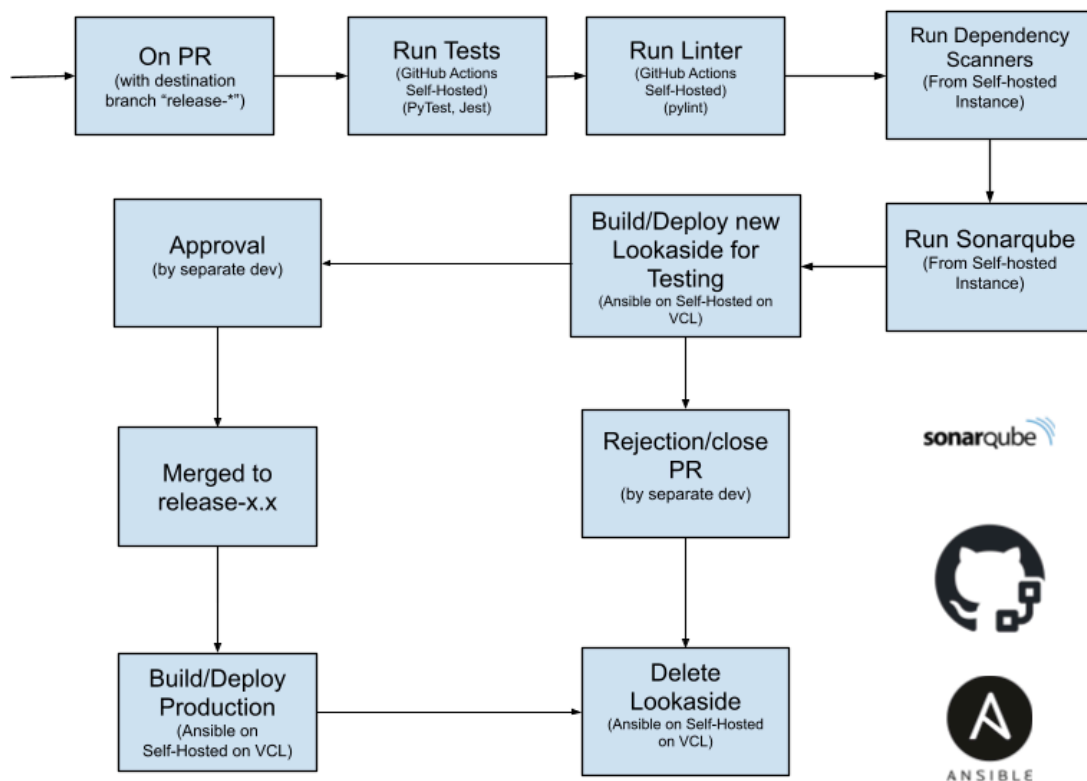 On PR
(with destination
branch “release-*”)
Run Tests
(GitHub Actions
Self-Hosted)
(PyTest, Jest)
Run Linter
(GitHub Actions
Self-Hosted)
(pylint)
Run Dependency
Scanners
(From Self-hosted
Instance)
Approval
(by separate dev)
Build/Deploy new
Lookaside for
Testing
(Ansible on Self-Hosted on
VCL)
Run Sonarqube
(From Self-hosted
Instance)
Merged to
release-x.x
Rejection/close
PR
(by separate dev)
sonarqube
Build/Deploy
Production
(Ansible on
Self-Hosted on VCL)
Delete
Lookaside
(Ansible on Self-Hosted
on VCL)
ANSIBLE